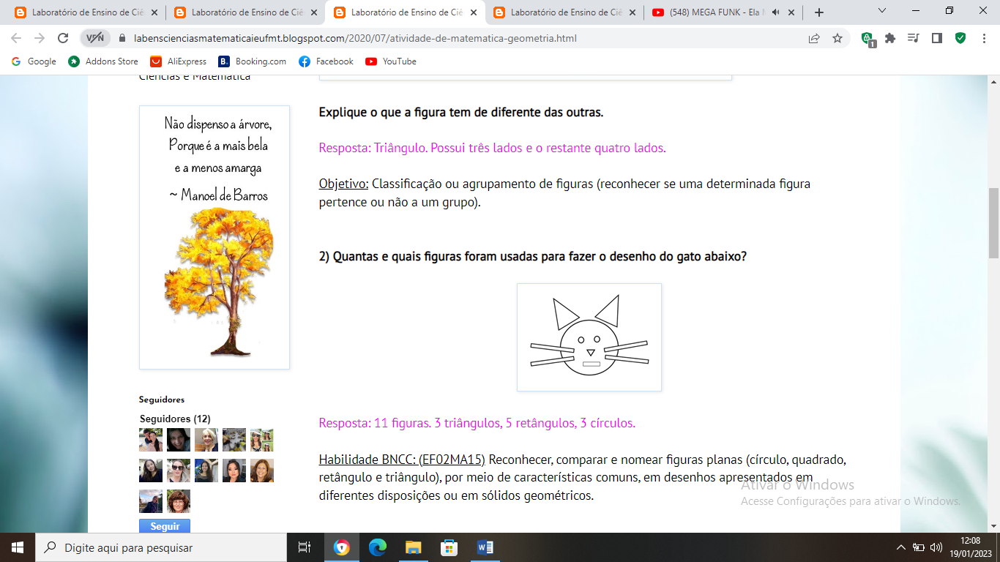 Laboratório de Ensino de Ciê
Laboratório de Ensino de Ciê
Laboratório de Ensino de Ciê
Laboratório de Ensino de Ciê
(548) MEGA FUNK - Ela M
VPN
labenscienciasmatematicaieufmt.blogspot.com/2020/07/atividade-de-matematica-geometria.html
1
Google
Addons Store
AliExpress
B.
Booking.com
Facebook
YouTube
Ciências e Matemática
Não dispenso a árvore,
Porque é a mais bela
e a menos amarga
~ Manoel de Barros
Seguidores
Seguidores (12)
Seguir
Explique o que a figura tem de diferente das outras.
Resposta: Triângulo. Possui três lados e o restante quatro lados.
Objetivo: Classificação ou agrupamento de figuras (reconhecer se uma determinada figura
pertence ou não a um grupo).
2) Quantas e quais figuras foram usadas para fazer o desenho do gato abaixo?
Resposta: 11 figuras. 3 triângulos, 5 retângulos, 3 círculos.
Habilidade BNCC: (EF02MA15) Reconhecer, comparar e nomear figuras planas (círculo, quadrado,
retângulo e triângulo), por meio de características comuns, em desenhos apresentados em
diferentes disposições ou em sólidos geométricos.
Ativar o Windows
Acesse Configurações para ativar o Windows.
Digite aqui para pesquisar
12:08
19/01/2023